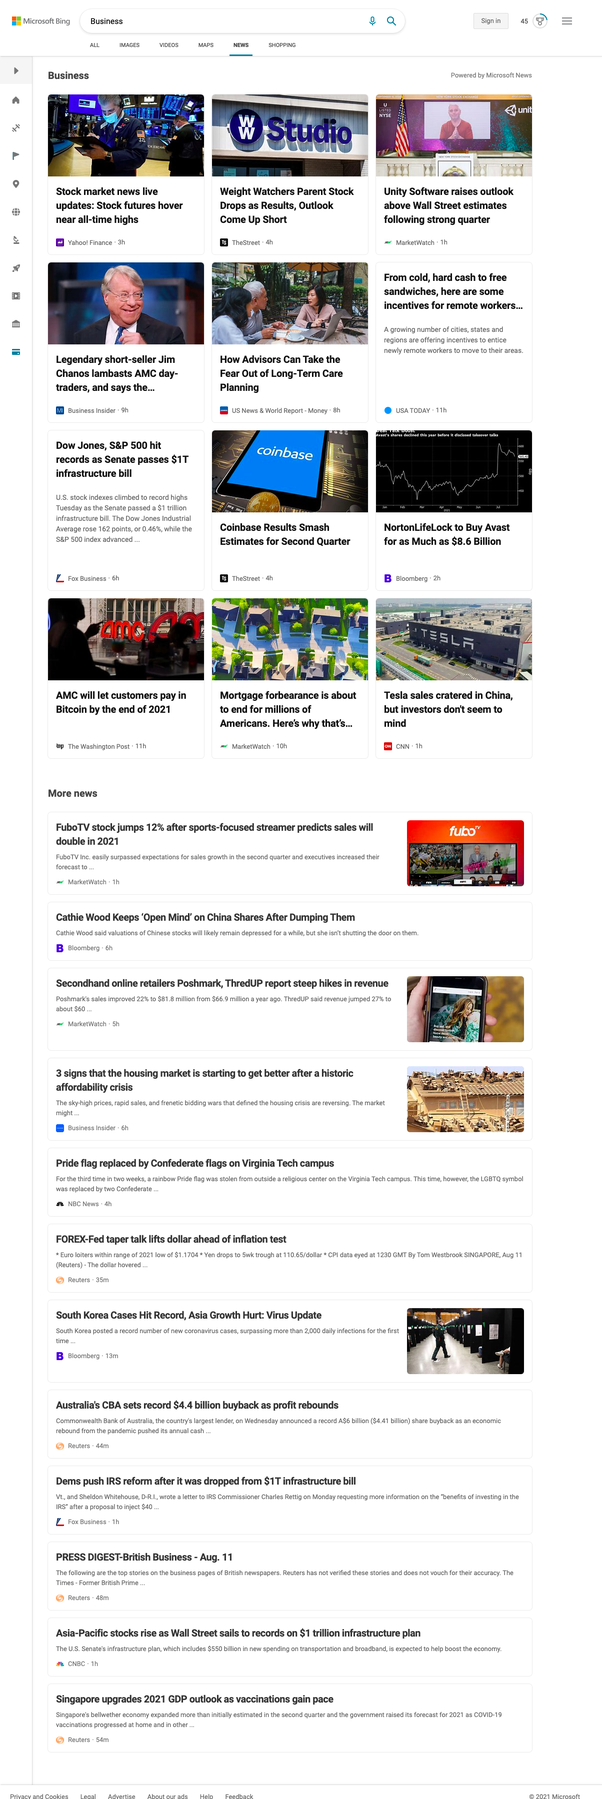 Microsoft Bing
Business
Sign in
45
ALL
IMAGES
VIDEOS
MAPS
NEWS
SHOPPING
Business
Powered by Microsoft News
Studio
U
LISTED
NYSE
unit
Stock market news live
updates: Stock futures hover
near all-time highs
Yahoo! Finance · 3h
Weight Watchers Parent Stock
Drops as Results, Outlook
Come Up Short
TheStreet · 4h
Unity Software raises outlook
above Wall Street estimates
following strong quarter
MarketWatch · 1h
Legendary short-seller Jim
Chanos lambasts AMC day-
traders, and says the...
Business Insider · 9h
How Advisors Can Take the
Fear Out of Long-Term Care
Planning
US News & World Report - Money · 8h
From cold, hard cash to free
sandwiches, here are some
incentives for remote workers...
A growing number of cities, states and
regions are offering incentives to entice
newly remote workers to move to their areas.
USA TODAY · 11h
Dow Jones, S&P 500 hit
records as Senate passes $1T
infrastructure bill
U.S. stock indexes climbed to record highs
Tuesday as the Senate passed a $1 trillion
infrastructure bill. The Dow Jones Industrial
Average rose 162 points, or 0.46%, while the
S&P 500 index advanced ...
Fox Business · 6h
coinbase
Coinbase Results Smash
Estimates for Second Quarter
TheStreet · 4h
Avast's shares declined this year before it disclosed takeover talks
NortonLifeLock to Buy Avast
for as Much as $8.6 Billion
Bloomberg · 2h
amc
AMC will let customers pay in
Bitcoin by the end of 2021
The Washington Post · 11h
Mortgage forbearance is about
to end for millions of
Americans. Here's why that's...
MarketWatch · 10h
TESLA
Tesla sales cratered in China,
but investors don't seem to
mind
CNN · 1h
More news
FuboTV stock jumps 12% after sports-focused streamer predicts sales will
double in 2021
FuboTV Inc. easily surpassed expectations for sales growth in the second quarter and executives increased their
forecast to ...
MarketWatch · 1h
fubo TV
Cathie Wood Keeps ‘Open Mind’ on China Shares After Dumping Them
Cathie Wood said valuations of Chinese stocks will likely remain depressed for a while, but she isn't shutting the door on them.
Bloomberg · 6h
Secondhand online retailers Poshmark, ThredUP report steep hikes in revenue
Poshmark's sales improved 22% to $81.8 million from $66.9 million a year ago. ThredUP said revenue jumped 27% to
about $60 ...
MarketWatch · 5h
3 signs that the housing market is starting to get better after a historic
affordability crisis
The sky-high prices, rapid sales, and frenetic bidding wars that defined the housing crisis are reversing. The market
might ...
Business Insider · 6h
Pride flag replaced by Confederate flags on Virginia Tech campus
For the third time in two weeks, a rainbow Pride flag was stolen from outside a religious center on the Virginia Tech campus. This time, however, the LGBTQ symbol
was replaced by two Confederate ...
NBC News · 4h
FOREX-Fed taper talk lifts dollar ahead of inflation test
* Euro loiters within range of 2021 low of $1.1704 * Yen drops to 5wk trough at 110.65/dollar * CPI data eyed at 1230 GMT By Tom Westbrook SINGAPORE, Aug 11
(Reuters) - The dollar hovered ...
Reuters · 35m
South Korea Cases Hit Record, Asia Growth Hurt: Virus Update
South Korea posted a record number of new coronavirus cases, surpassing more than 2,000 daily infections for the first
time ...
Bloomberg · 13m
Australia's CBA sets record $4.4 billion buyback as profit rebounds
Commonwealth Bank of Australia, the country's largest lender, on Wednesday announced a record A$6 billion ($4.41 billion) share buyback as an economic
rebound from the pandemic pushed its annual cash ...
Reuters · 44m
Dems push IRS reform after it was dropped from $1T infrastructure bill
Vt., and Sheldon Whitehouse, D-R.I., wrote a letter to IRS Commissioner Charles Rettig on Monday requesting more information on the "benefits of investing in the
IRS" after a proposal to inject $40 ...
Fox Business · 1h
PRESS DIGEST-British Business - Aug. 11
The following are the top stories on the business pages of British newspapers. Reuters has not verified these stories and does not vouch for their accuracy. The
Times - Former British Prime ...
Reuters · 48m
Asia-Pacific stocks rise as Wall Street sails to records on $1 trillion infrastructure plan
The U.S. Senate's infrastructure plan, which includes $550 billion in new spending on transportation and broadband, is expected to help boost the economy.
CNBC · 1h
Singapore upgrades 2021 GDP outlook as vaccinations gain pace
Singapore's bellwether economy expanded more than initially estimated in the second quarter and the government raised its forecast for 2021 as COVID-19
vaccinations progressed at home and in other ...
Reuters · 54m
Privacy and Cookies
Legal
Advertise
About our ads
Help
Feedback
© 2021 Microsoft